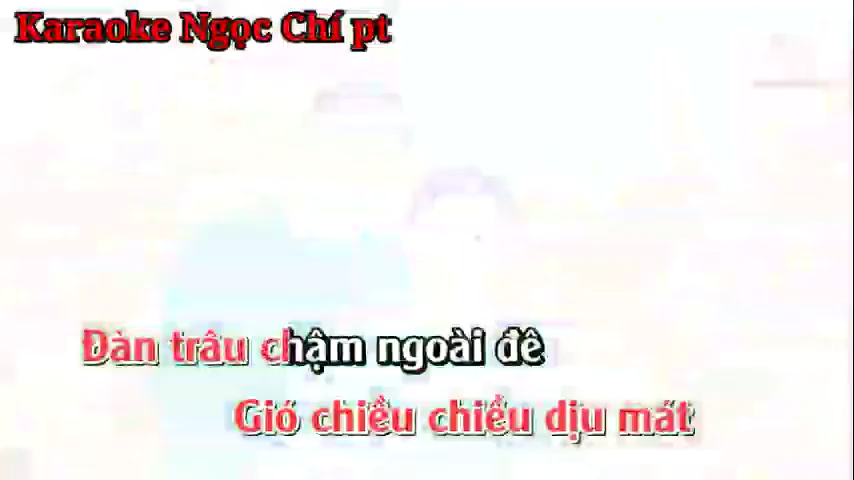 Karaoke Ngọc Chí pt
Đàn trâu chậm ngoài đê
Gió chiều chiều dịu mát